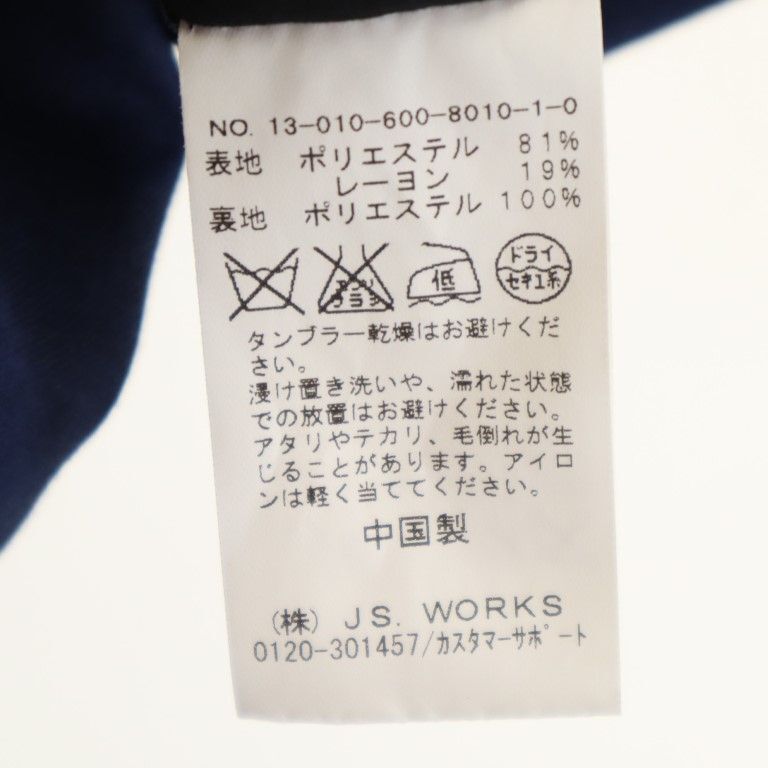 NO. 13-010-600-8010-1-0
表地 ポリエステル 81%
レーヨン 19%
裏地 ポリエステル 100%
エンソ
サラシ
低
ドライ
セキユ系
タンブラー乾燥はお避けくだ
さい。
浸け置き洗いや、濡れた状態
での放置はお避けください。
アタリやテカリ、毛倒れが生
じることがあります。アイロ
ンは軽く当ててください。
中国製
(株) JS. WORKS
0120-301457/カスタマーサポート